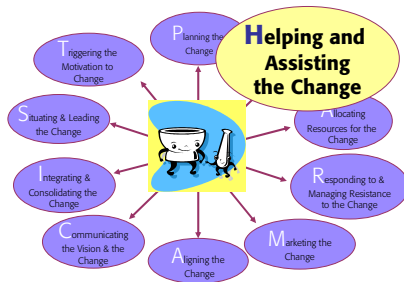 Planning the
Change
Helping and
Assisting
the Change
Allocating
Resources for the
Change
Responding to &
Managing Resistance
to the Change
Marketing the
Change
Aligning the
Change
Communicating
the Vision & the
Change
Integrating &
Consolidating the
Change
Situating & Leading
the Change
Triggering the
Motivation to
Change